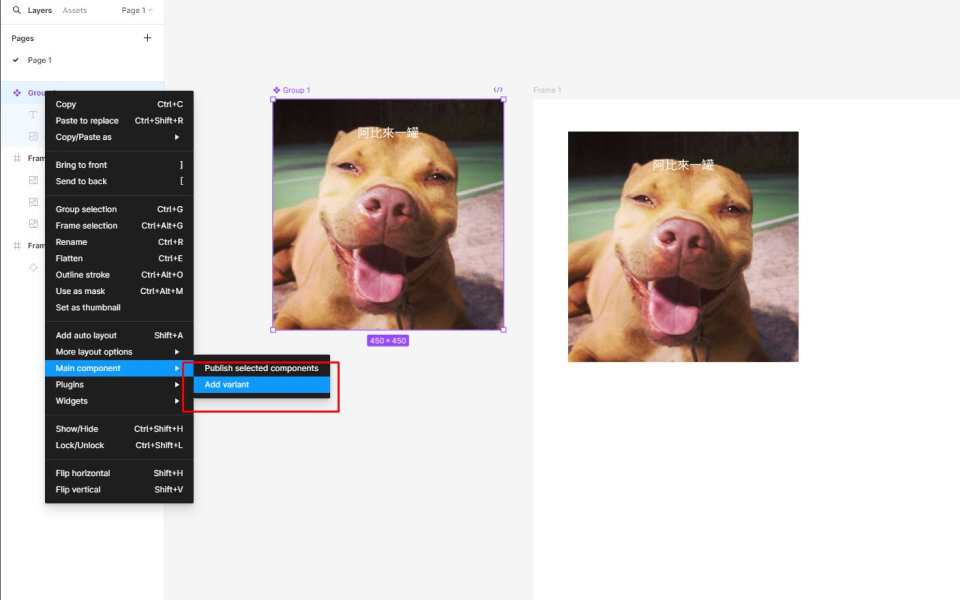 Layers Assets Page 1
Pages
Page 1
Group 1
Frame 1
阿比來一罐
阿比來一罐
450 × 450
Copy Ctrl+C
Paste to replace Ctrl+Shift+R
Copy/Paste as
Bring to front ]
Send to back [
Group selection Ctrl+G
Frame selection Ctrl+Alt+G
Rename Ctrl+R
Flatten Ctrl+E
Outline stroke Ctrl+Alt+O
Use as mask Ctrl+Alt+M
Set as thumbnail
Add auto layout Shift+A
More layout options
Main component
Plugins
Widgets
Show/Hide Ctrl+Shift+H
Lock/Unlock Ctrl+Shift+L
Flip horizontal Shift+H
Flip vertical Shift+V
Publish selected components
Add variant